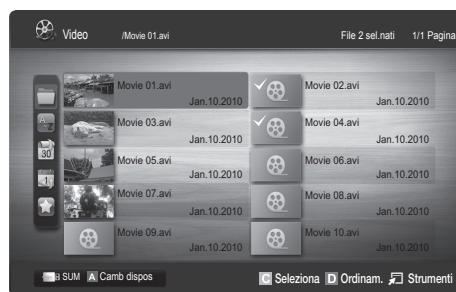 Video /Movie 01.avi File 2 sel.nati 1/1 Pagina
Movie 01.avi Movie 02.avi
Jan.10.2010 Jan.10.2010
Movie 03.avi Movie 04.avi
Jan.10.2010 Jan.10.2010
Movie 05.avi Movie 06.avi
Jan.10.2010 Jan.10.2010
Movie 07.avi Movie 08.avi
Jan.10.2010 Jan.10.2010
Movie 09.avi Movie 10.avi
Jan.10.2010 Jan.10.2010
SUM A Camb dispos C Seleziona D Ordinam. Strumenti